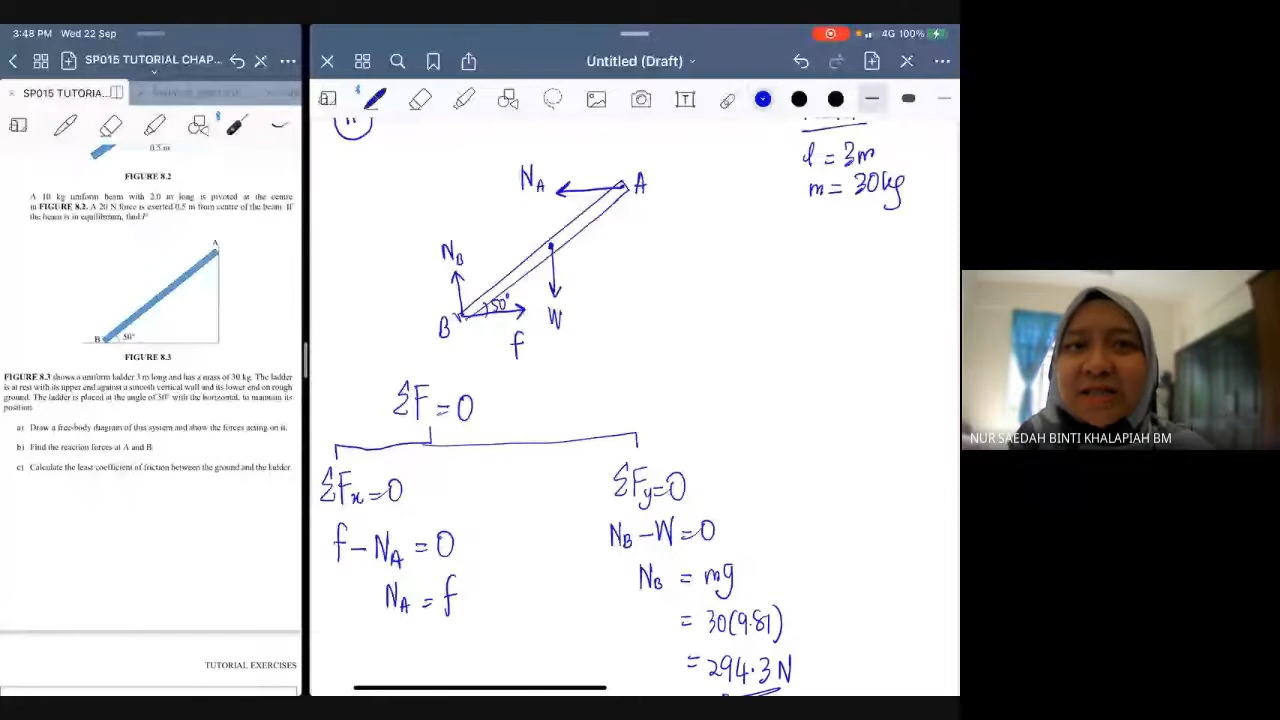 3:48 PM Wed 22 Sep
4G 100%
SP015 TUTORIAL CHAP...
Untitled (Draft)
SP015 TUTORIA...
0.5 m
FIGURE 8.2
A 10 kg uniform beam with 2.0 m long is pivoted at the centre
in FIGURE 8.2. A 20 N force is exerted 0.5 m from centre of the beam. If
the beam is in equilibrium, find F
A
B
50°
FIGURE 8.3
FIGURE 8.3 shows a uniform ladder 3 m long and has a mass of 30 kg. The ladder
is at rest with its upper end against a smooth vertical wall and its lower end on rough
ground. The ladder is placed at the angle of 50° with the horizontal, to maintain its
position.
a) Draw a free-body diagram of this system and show the forces acting on it.
b) Find the reaction forces at A and B.
c) Calculate the least coefficient of friction between the ground and the ladder.
TUTORIAL EXERCISES
l = 3m
m = 30kg
N_A
A
N_B
50°
B
W
f
ΣF = 0
ΣF_x = 0
f - N_A = 0
N_A = f
ΣF_y = 0
N_B - W = 0
N_B = mg
= 30(9.81)
= 294.3 N
NUR SAEDAH BINTI KHALAPIAH BM